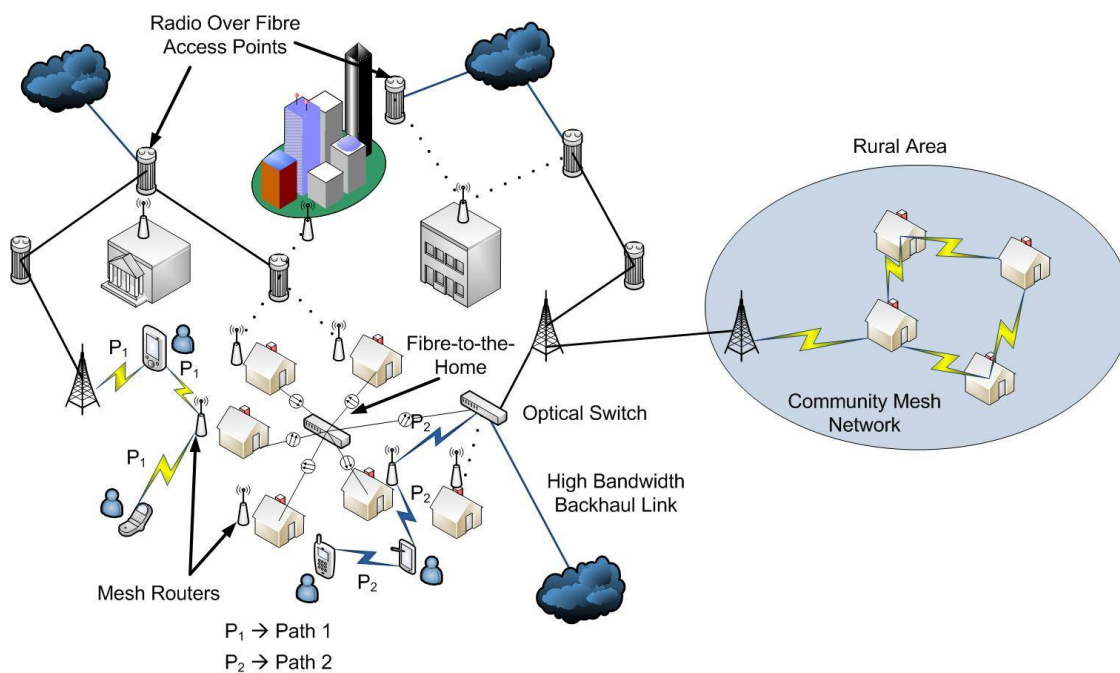 Radio Over Fibre
Access Points
Rural Area
P₁
P₁
Fibre-to-the-
Home
P₂
Optical Switch
Community Mesh
Network
P₁
P₂
High Bandwidth
Backhaul Link
Mesh Routers
P₂
P₁ → Path 1
P₂ → Path 2